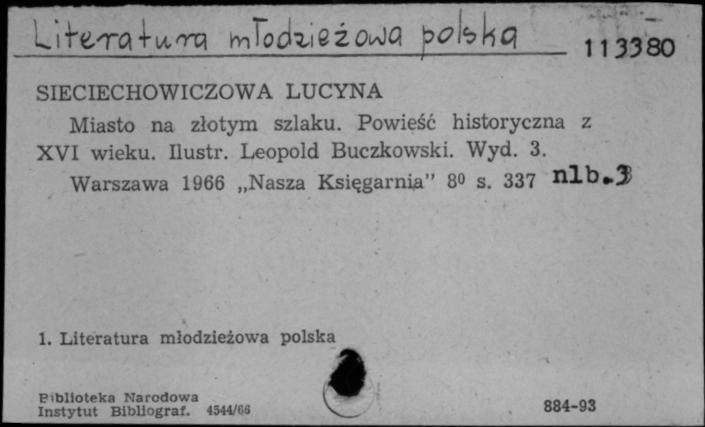 Literatura młodzieżowa polska
113380
SIECIECHOWICZOWA LUCYNA
Miasto na złotym szlaku. Powieść historyczna z
XVI wieku. Ilustr. Leopold Buczkowski. Wyd. 3.
Warszawa 1966 „Nasza Księgarnia” 8⁰ s. 337 nlb.3
1. Literatura młodzieżowa polska
Biblioteka Narodowa
Instytut Bibliograf. 4544/66
884-93